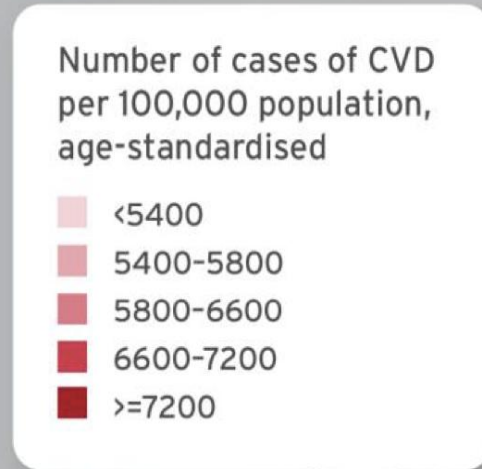 Number of cases of CVD
per 100,000 population,
age-standardised
<5400
5400-5800
5800-6600
6600-7200
>=7200